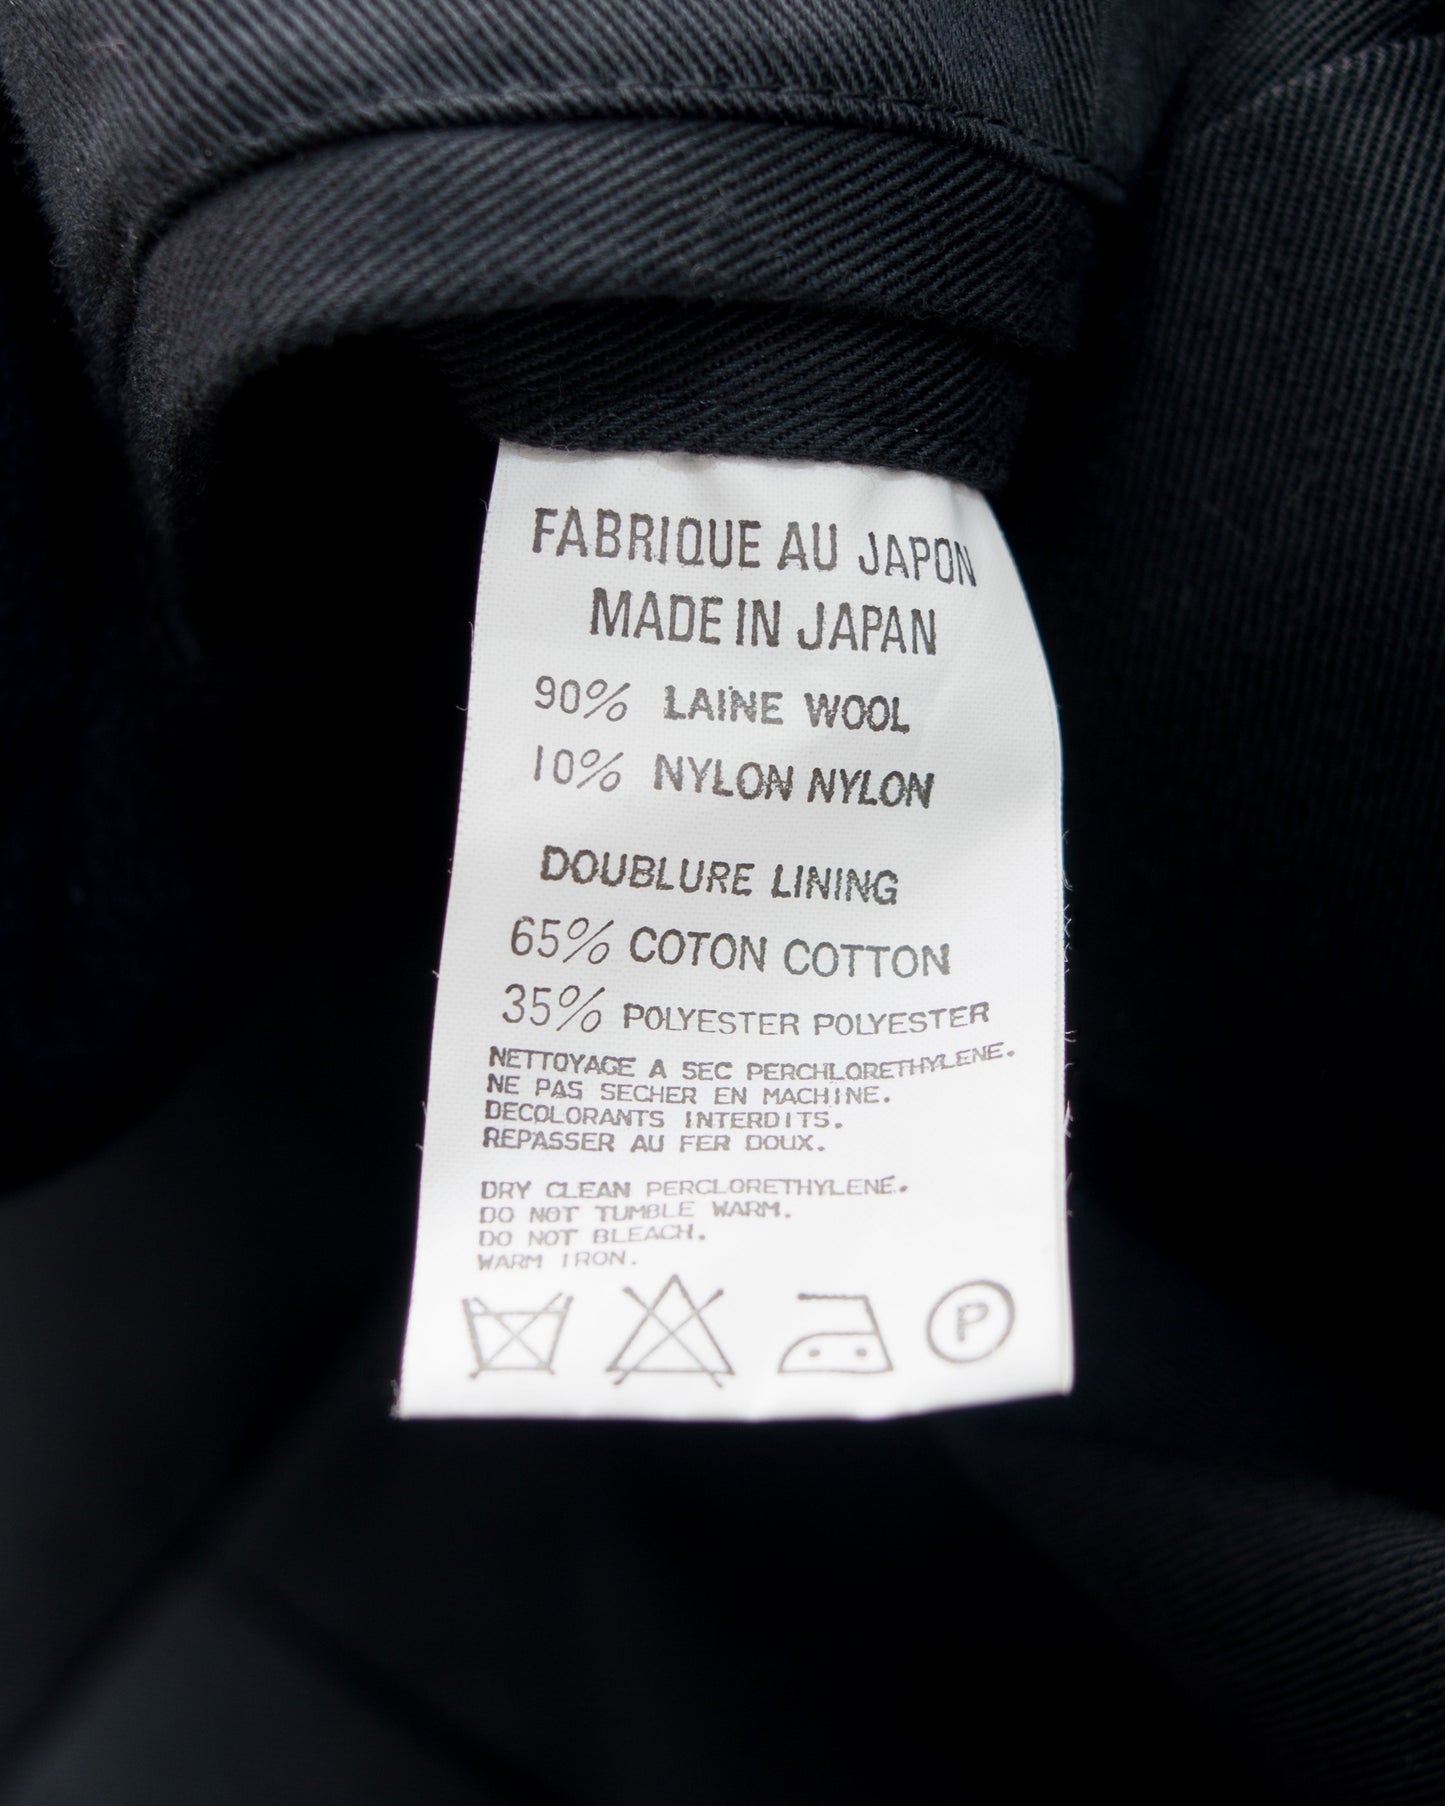 FABRIQUE AU JAPON
MADE IN JAPAN
90% LAINE WOOL
10% NYLON NYLON
DOUBLURE LINING
65% COTON COTTON
35% POLYESTER POLYESTER
NETTOYAGE A SEC PERCHLORETHYLENE.
NE PAS SECHER EN MACHINE.
DECOLORANTS INTERDITS.
REPASSER AU FER DOUX.
DRY CLEAN PERCLORETHYLENE.
DO NOT TUMBLE WARM.
DO NOT BLEACH.
WARM IRON.
P